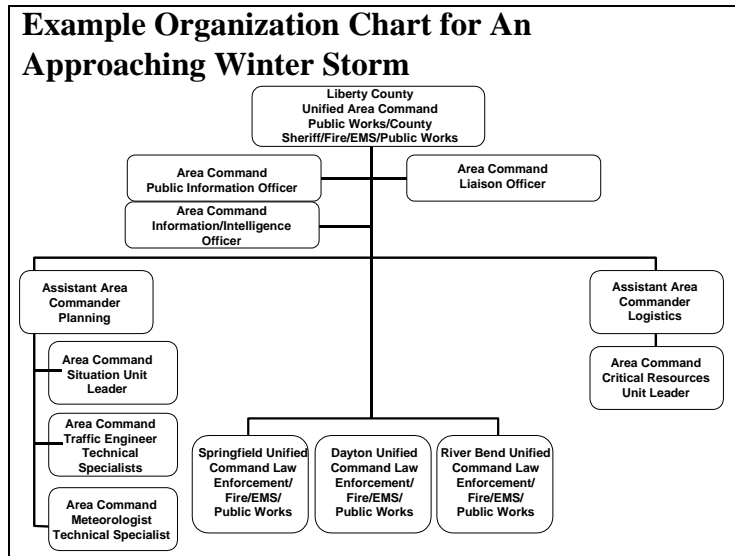 Example Organization Chart for An
Approaching Winter Storm
Liberty County
Unified Area Command
Public Works/County
Sheriff/Fire/EMS/Public Works
Area Command
Public Information Officer
Area Command
Liaison Officer
Area Command
Information/Intelligence
Officer
Assistant Area
Commander
Planning
Assistant Area
Commander
Logistics
Area Command
Situation Unit
Leader
Area Command
Critical Resources
Unit Leader
Area Command
Traffic Engineer
Technical
Specialists
Area Command
Meteorologist
Technical Specialist
Springfield Unified
Command Law
Enforcement/
Fire/EMS/
Public Works
Dayton Unified
Command Law
Enforcement/
Fire/EMS/
Public Works
River Bend Unified
Command Law
Enforcement/
Fire/EMS/
Public Works